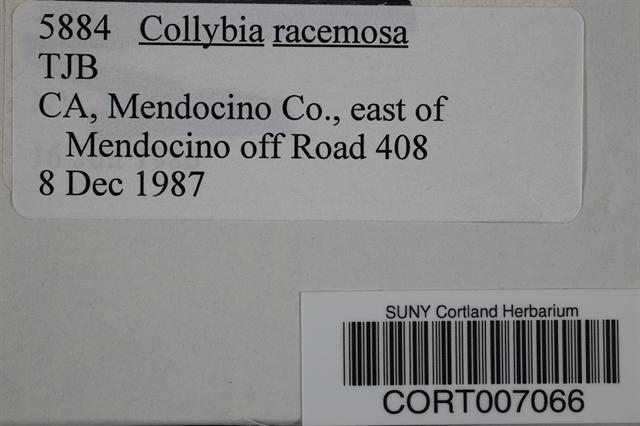 5884 Collybia racemosa
TJB
CA, Mendocino Co., east of
Mendocino off Road 408
8 Dec 1987
SUNY Cortland Herbarium
CORT007066